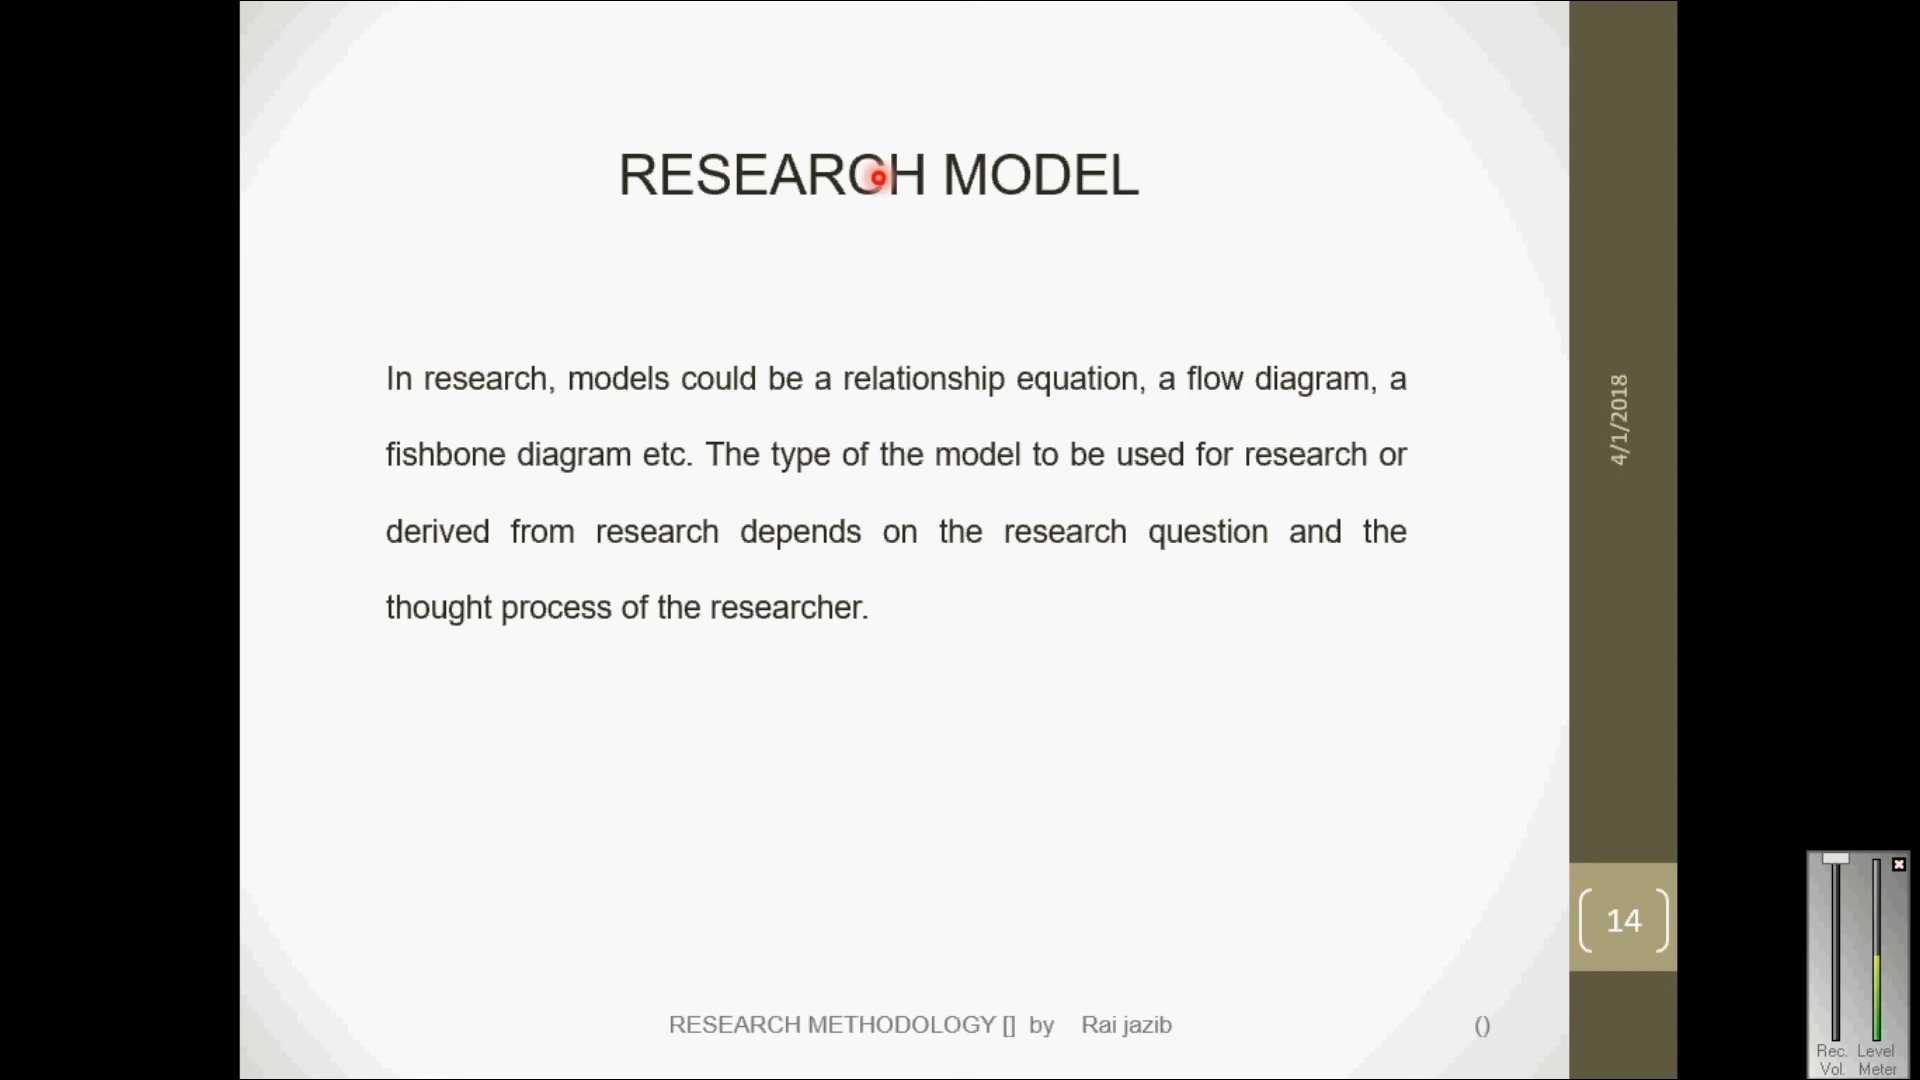 RESEARCH MODEL
In research, models could be a relationship equation, a flow diagram, a
fishbone diagram etc. The type of the model to be used for research or
derived from research depends on the research question and the
thought process of the researcher.
4/1/2018
14
RESEARCH METHODOLOGY [] by Rai jazib
()
Rec. Level
Vol. Meter